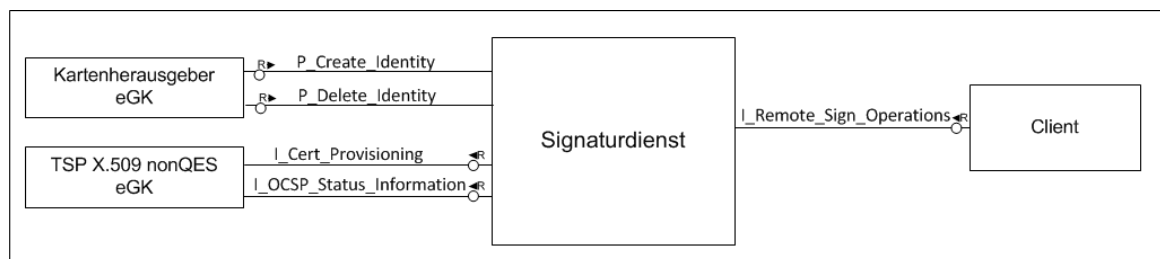 Kartenherausgeber
eGK
R►
P_Create_Identity
R►
P_Delete_Identity
TSP X.509 nonQES
eGK
I_Cert_Provisioning
◄R
I_OCSP_Status_Information
◄R
Signaturdienst
I_Remote_Sign_Operations
◄R
Client